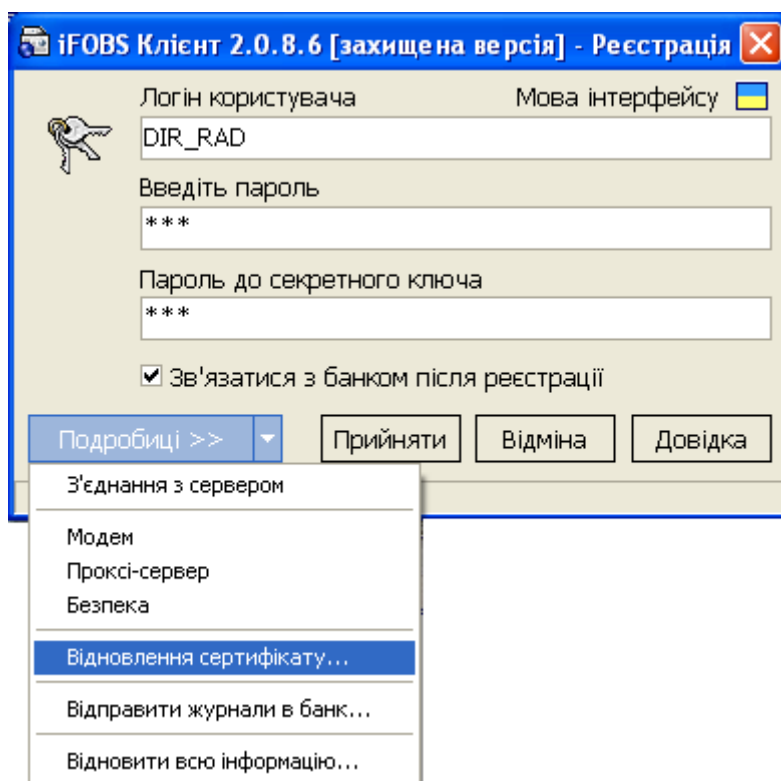 iFOBS Клієнт 2.0.8.6 [захищена версія] - Реєстрація
Логін користувача Мова інтерфейсу
DIR_RAD
Введіть пароль
***
Пароль до секретного ключа
***
Зв'язатися з банком після реєстрації
Подробиці >> Прийняти Відміна Довідка
З'єднання з сервером
Модем
Проксі-сервер
Безпека
Відновлення сертифікату...
Відправити журнали в банк...
Відновити всю інформацію...